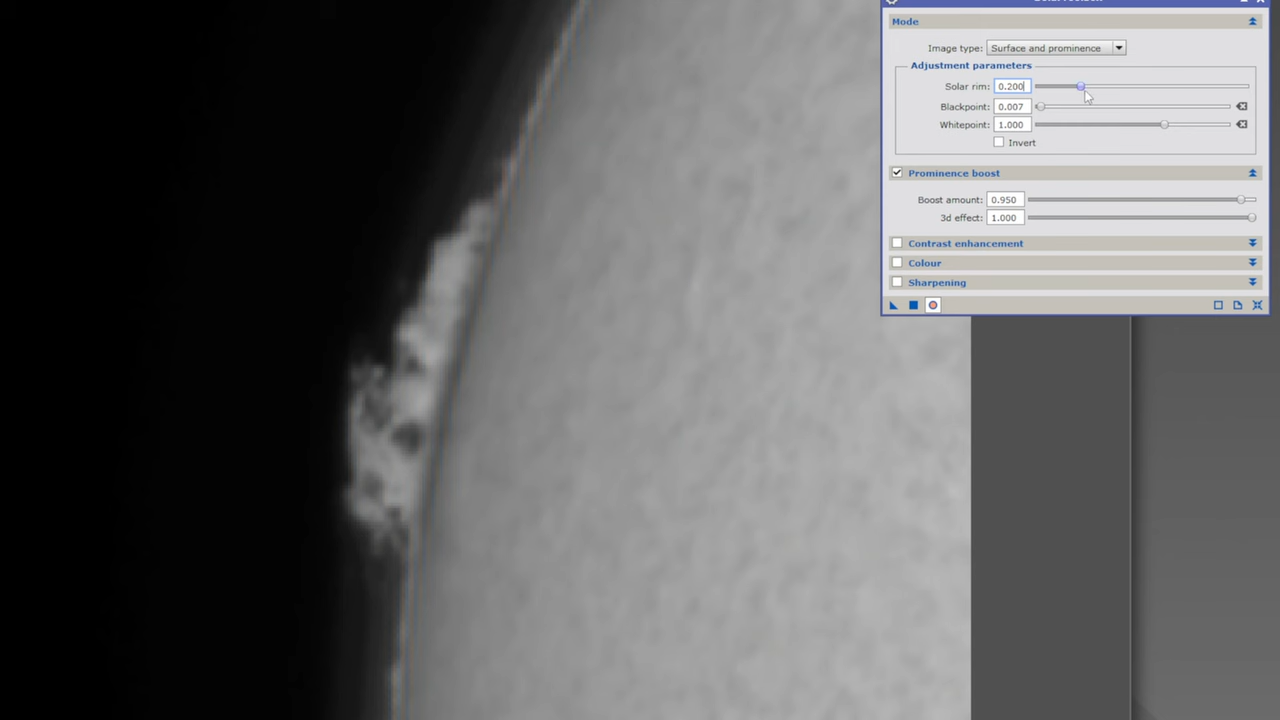 Mode
Image type: Surface and prominence
Adjustment parameters
Solar rim: 0.200
Blackpoint: 0.007
Whitepoint: 1.000
Invert
Prominence boost
Boost amount: 0.950
3d effect: 1.000
Contrast enhancement
Colour
Sharpening